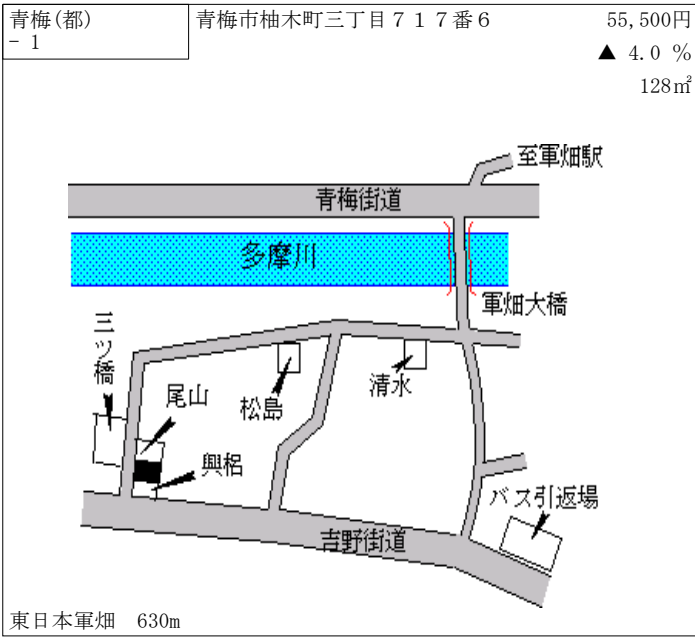 青梅(都)
- 1
青梅市柚木町三丁目７１７番６
55,500円
▲ 4.0 %
128㎡
至軍畑駅
青梅街道
多摩川
軍畑大橋
三ツ橋
尾山
松島
清水
興梠
バス引返場
吉野街道
東日本軍畑 630m